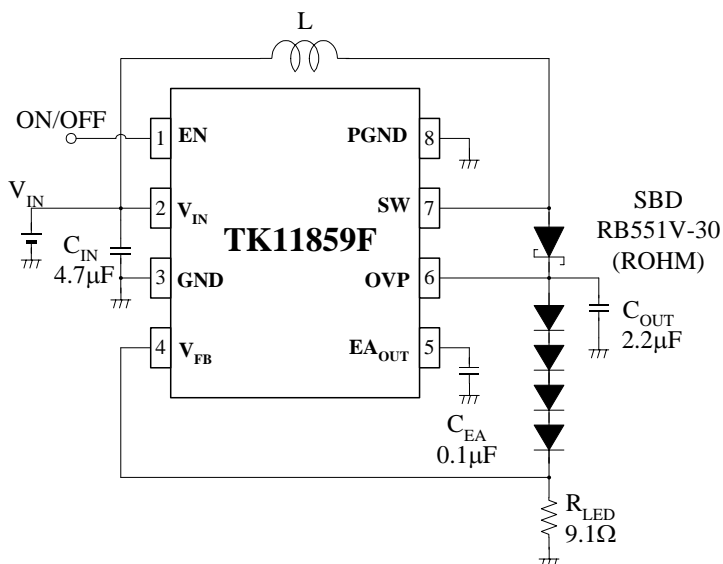 L
ON/OFF
1 EN
PGND 8
V_IN
2 V_IN
SW 7
SBD
RB551V-30
(ROHM)
TK11859F
C_IN
4.7μF
3 GND
OVP 6
C_OUT
2.2μF
4 V_FB
EA_OUT 5
C_EA
0.1μF
R_LED
9.1Ω